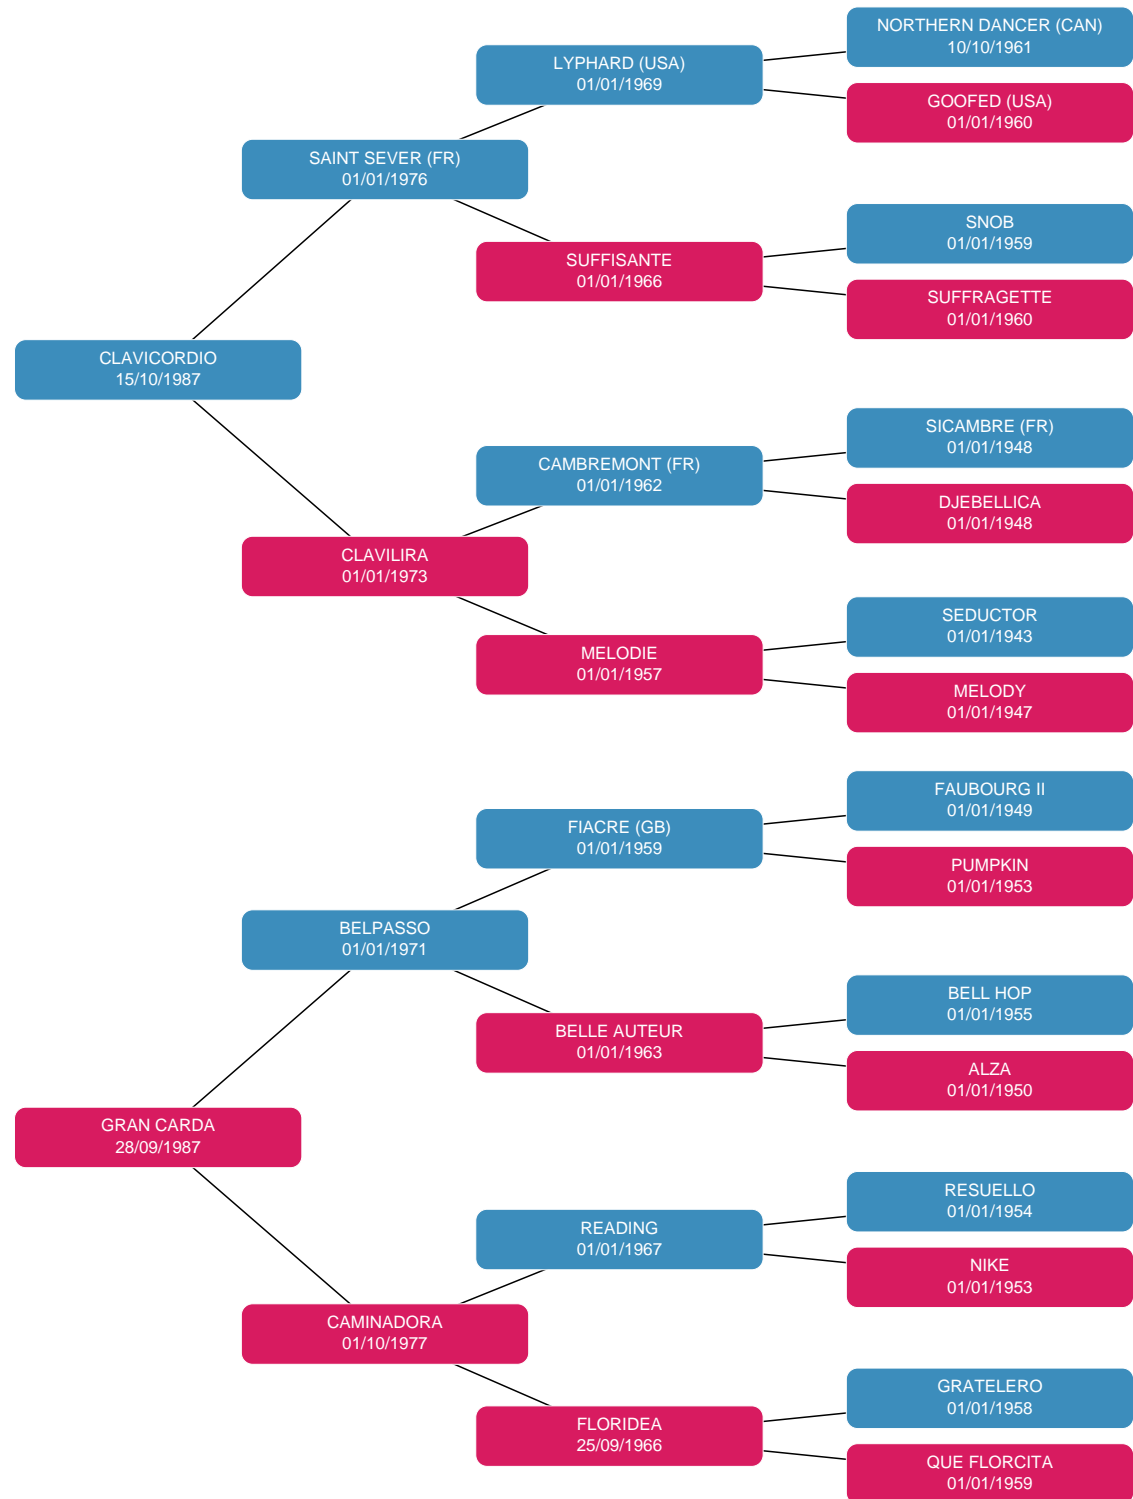 NORTHERN DANCER (CAN)
10/10/1961
LYPHARD (USA)
01/01/1969
GOOFED (USA)
01/01/1960
SAINT SEVER (FR)
01/01/1976
SNOB
01/01/1959
SUFFISANTE
01/01/1966
SUFFRAGETTE
01/01/1960
CLAVICORDIO
15/10/1987
SICAMBRE (FR)
01/01/1948
CAMBREMONT (FR)
01/01/1962
DJEBELLICA
01/01/1948
CLAVILIRA
01/01/1973
SEDUCTOR
01/01/1943
MELODIE
01/01/1957
MELODY
01/01/1947
FAUBOURG II
01/01/1949
FIACRE (GB)
01/01/1959
PUMPKIN
01/01/1953
BELPASSO
01/01/1971
BELL HOP
01/01/1955
BELLE AUTEUR
01/01/1963
ALZA
01/01/1950
GRAN CARDA
28/09/1987
RESUELLO
01/01/1954
READING
01/01/1967
NIKE
01/01/1953
CAMINADORA
01/10/1977
GRATELERO
01/01/1958
FLORIDEA
25/09/1966
QUE FLORCITA
01/01/1959